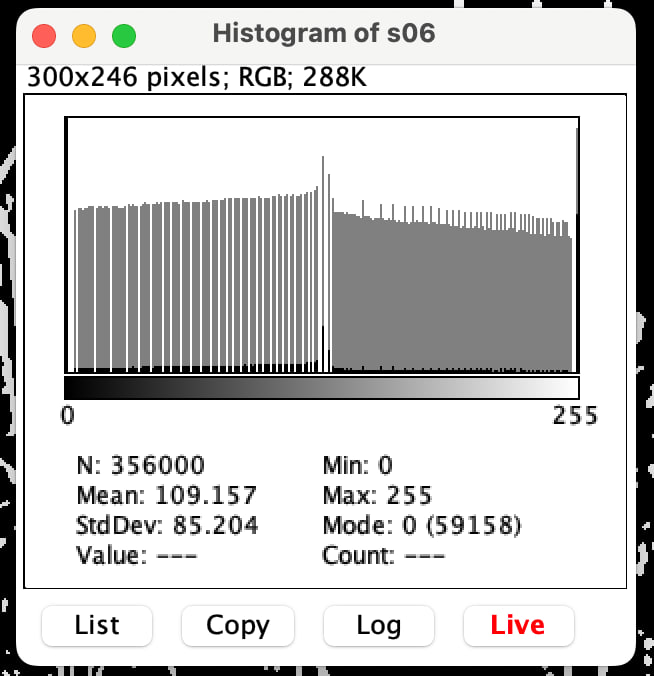 Histogram of s06
300x246 pixels; RGB; 288K
0 255
N: 356000 Min: 0
Mean: 109.157 Max: 255
StdDev: 85.204 Mode: 0 (59158)
Value: --- Count: ---
List Copy Log Live